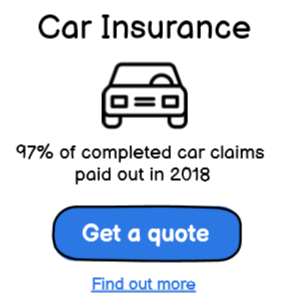 Car Insurance
97% of completed car claims
paid out in 2018
Get a quote
Find out more